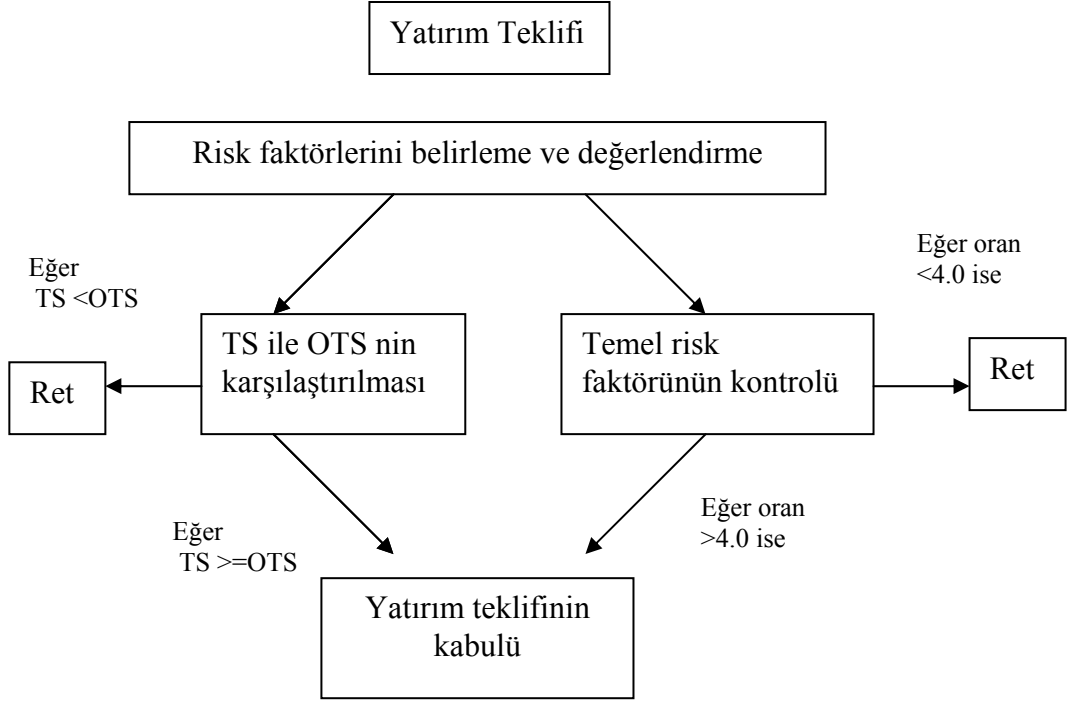 Yatırım Teklifi
Risk faktörlerini belirleme ve değerlendirme
Eğer oran
<4.0 ise
Eğer
TS <OTS
TS ile OTS nin
karşılaştırılması
Temel risk
faktörünün kontrolü
Ret
Ret
Eğer oran
>4.0 ise
Eğer
TS >=OTS
Yatırım teklifinin
kabulü